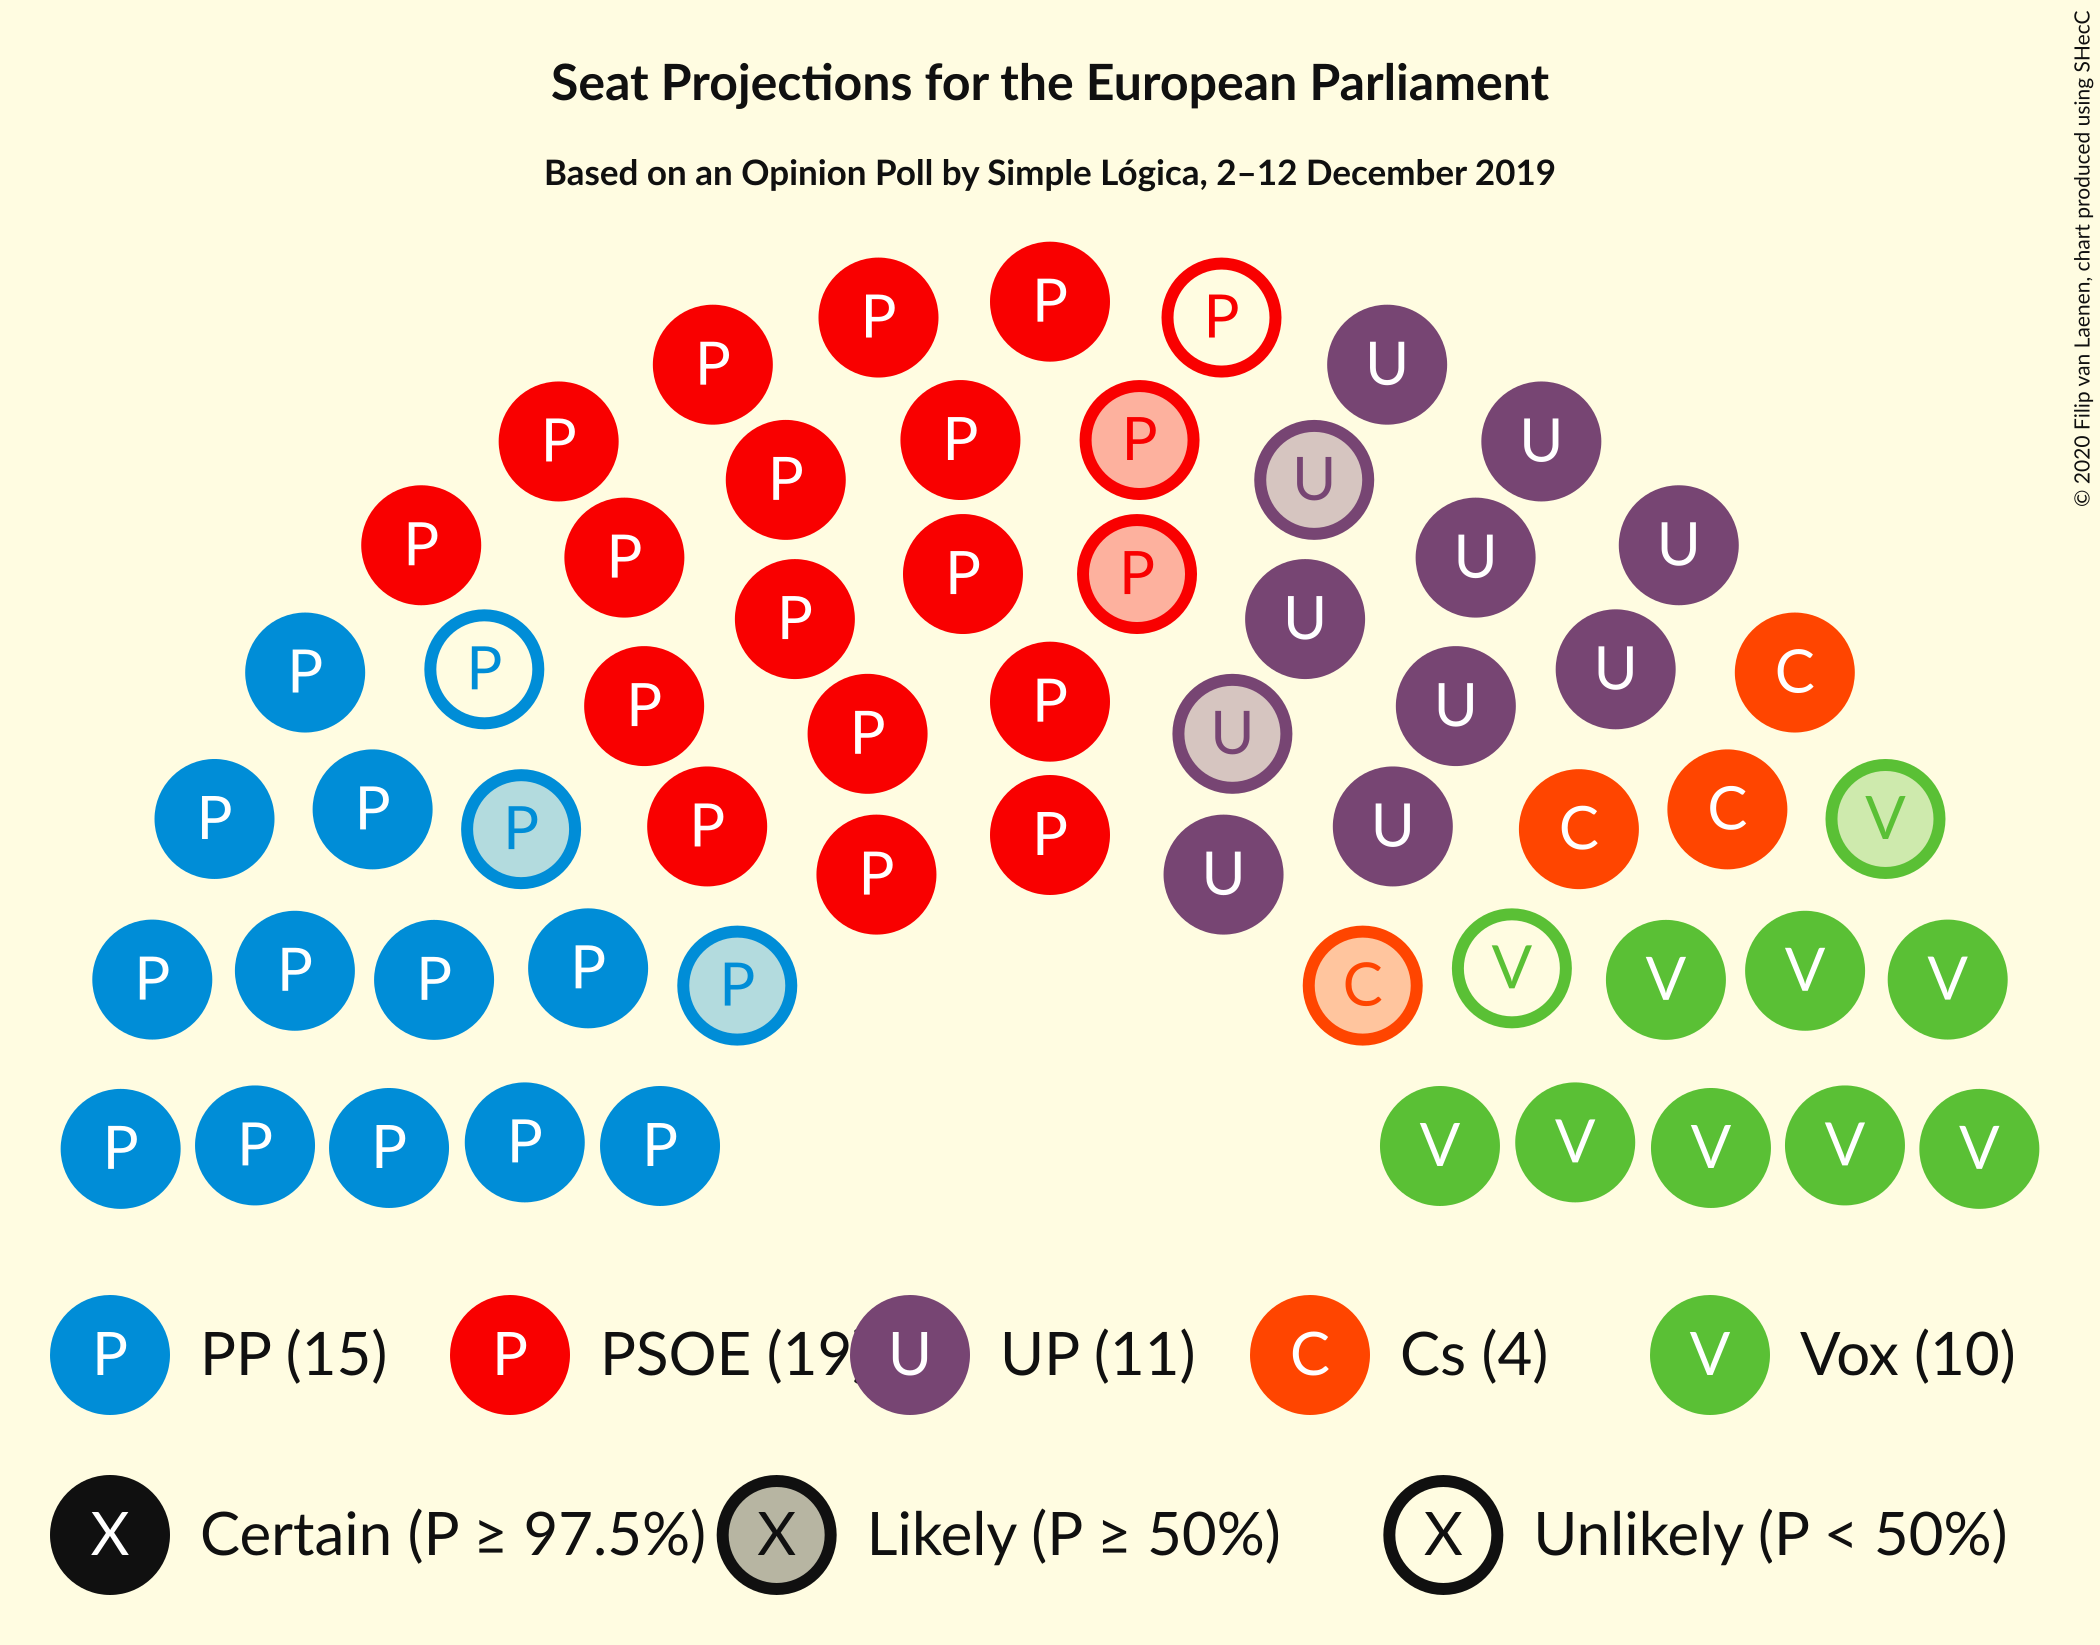 Seat Projections for the European Parliament
Based on an Opinion Poll by Simple Lógica, 2–12 December 2019
© 2020 Filip van Laenen, chart produced using SHecC
P P P
P U
P P P U U
P P U
P P P P U U
P P U
P P P P U U U C
P P U
P P P P P U C C V
P U
P P P P P C V V V V
P P P P P V V V V V
P PP (15) P PSOE (19) U UP (11) C Cs (4) V Vox (10)
X Certain (P ≥ 97.5%) X Likely (P ≥ 50%) X Unlikely (P < 50%)